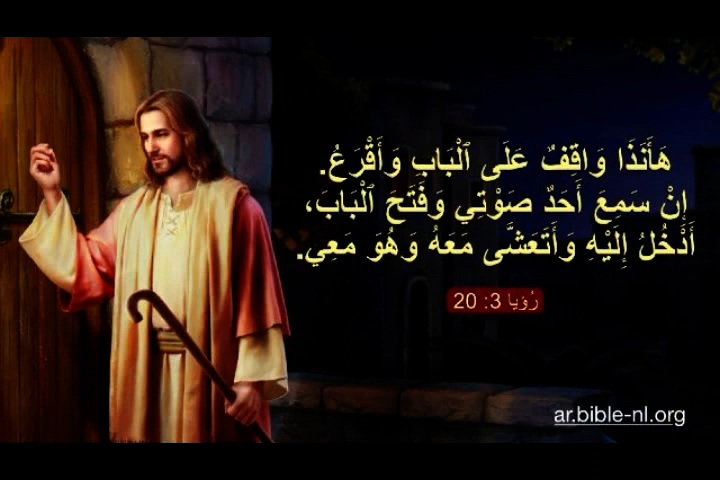 هَأَنَذَا وَاقِفٌ عَلَى ٱلْبَابِ وَأَقْرَعُ.
إِنْ سَمِعَ أَحَدٌ صَوْتِي وَفَتَحَ ٱلْبَابَ،
أَدْخُلُ إِلَيْهِ وَأَتَعَشَّى مَعَهُ وَهُوَ مَعِي.
رُؤيا 3: 20
ar.bible-nl.org